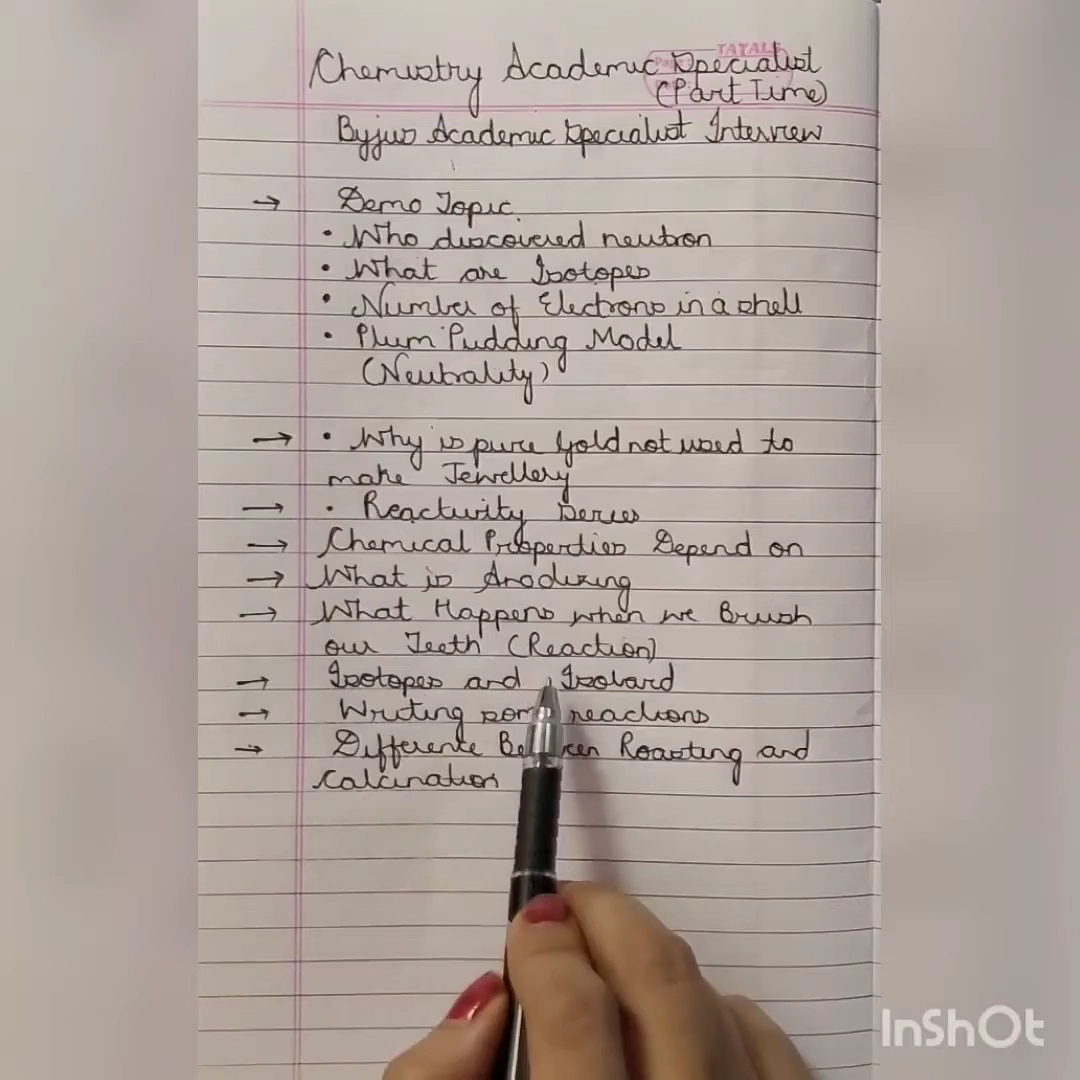 TAYAL
Chemistry Academic Specialist
(Part Time)
Byjus Academic Specialist Interview
→ Demo Topic.
• Who discovered neutron
• What are Isotopes
• Number of Electrons in a shell
• Plum Pudding Model
(Neutrality)
→ • Why is pure Gold not used to
make Jewellery
→ • Reactivity Series
→ Chemical Properties Depend on
→ What is Anodizing
→ What Happens when we Brush
our Teeth (Reaction)
→ Isotopes and Isobard
→ Writing some reactions
→ Difference Between Roasting and
Calcination
InShOt